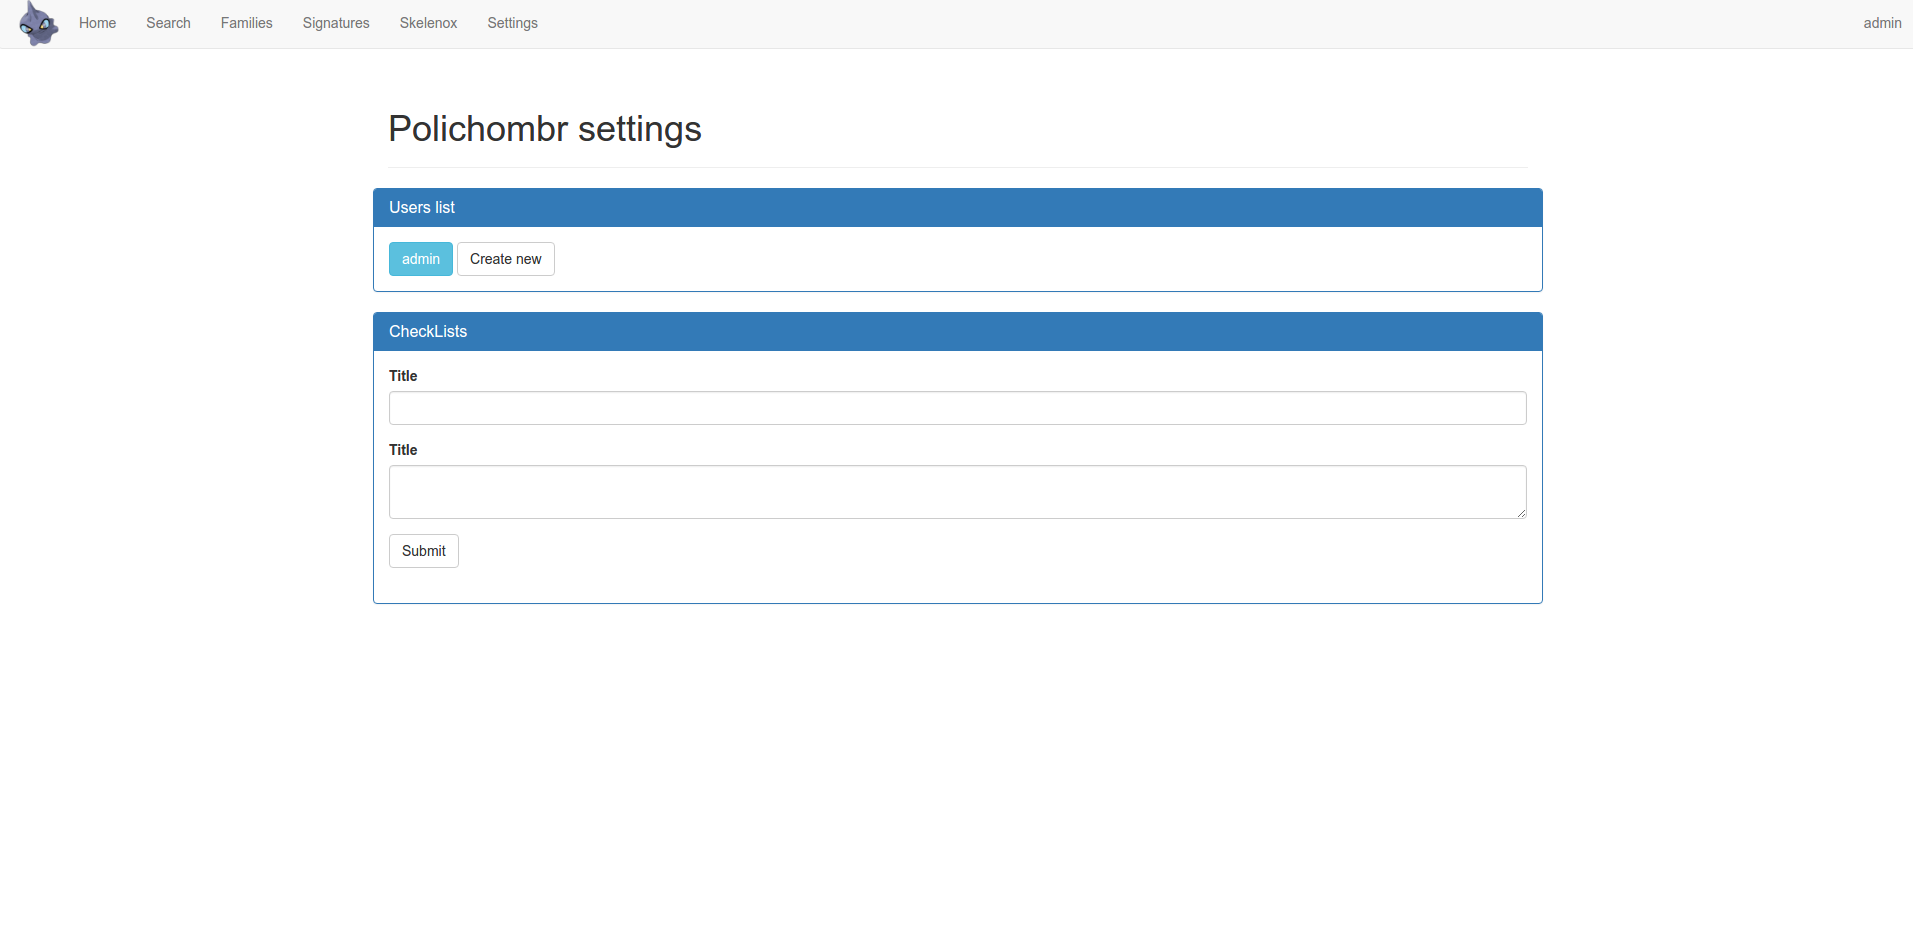 Home Search Families Signatures Skelenox Settings admin
Polichombr settings
Users list
admin Create new
CheckLists
Title
Title
Submit